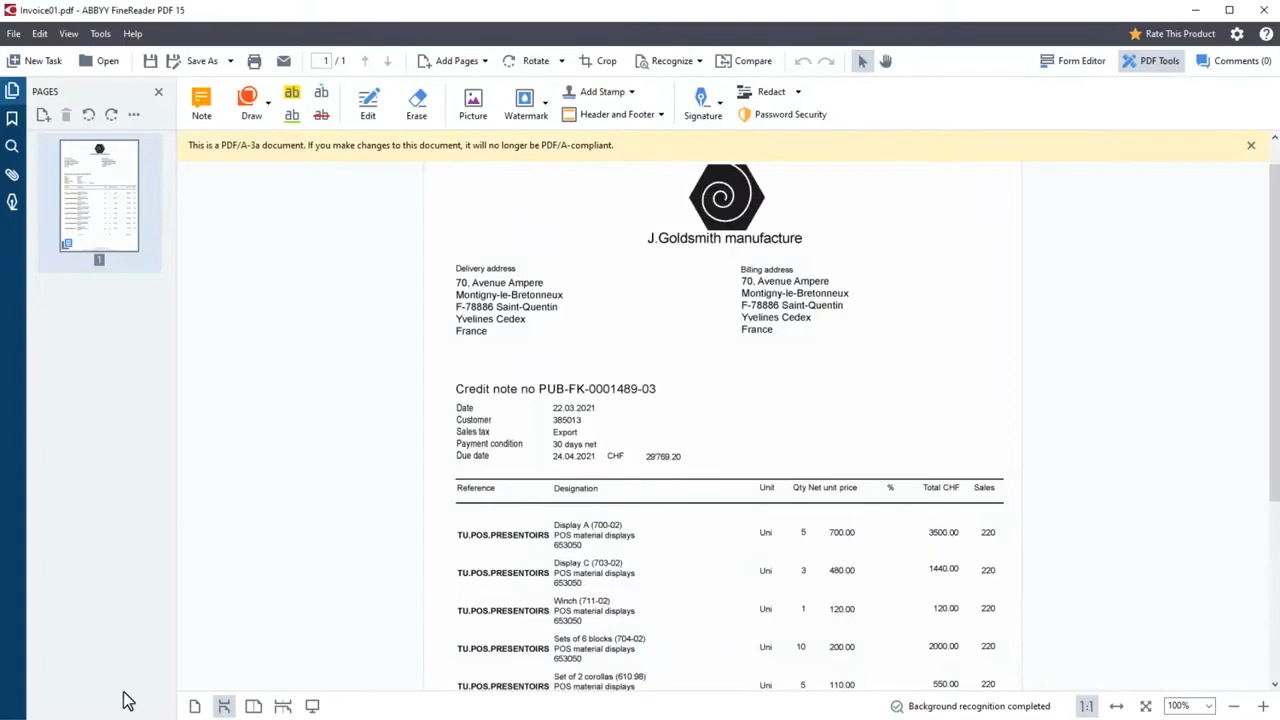 Invoice01.pdf - ABBYY FineReader PDF 15
File Edit View Tools Help
Rate This Product
New Task Open Save As 1 / 1 Add Pages Rotate Crop Recognize Compare Form Editor PDF Tools Comments (0)
PAGES
Note Draw ab ab ab ab Edit Erase Picture Watermark Add Stamp Header and Footer Signature Redact Password Security
This is a PDF/A-3a document. If you make changes to this document, it will no longer be PDF/A-compliant.
1
J.Goldsmith manufacture
Delivery address
70, Avenue Ampere
Montigny-le-Bretonneux
F-78886 Saint-Quentin
Yvelines Cedex
France
Billing address
70, Avenue Ampere
Montigny-le-Bretonneux
F-78886 Saint-Quentin
Yvelines Cedex
France
Credit note no PUB-FK-0001489-03
Date 22.03.2021
Customer 385013
Sales tax Export
Payment condition 30 days net
Due date 24.04.2021 CHF 29'769.20
Reference Designation Unit Qty Net unit price % Total CHF Sales
Display A (700-02)
TU.POS.PRESENTOIRS POS material displays Uni 5 700.00 3500.00 220
653050
Display C (703-02)
TU.POS.PRESENTOIRS POS material displays Uni 3 480.00 1440.00 220
653050
Winch (711-02)
TU.POS.PRESENTOIRS POS material displays Uni 1 120.00 120.00 220
653050
Sets of 6 blocks (704-02)
TU.POS.PRESENTOIRS POS material displays Uni 10 200.00 2000.00 220
653050
Set of 2 corollas (610.98)
TU.POS.PRESENTOIRS POS material displays Uni 5 110.00 550.00 220
Background recognition completed 1:1 100%